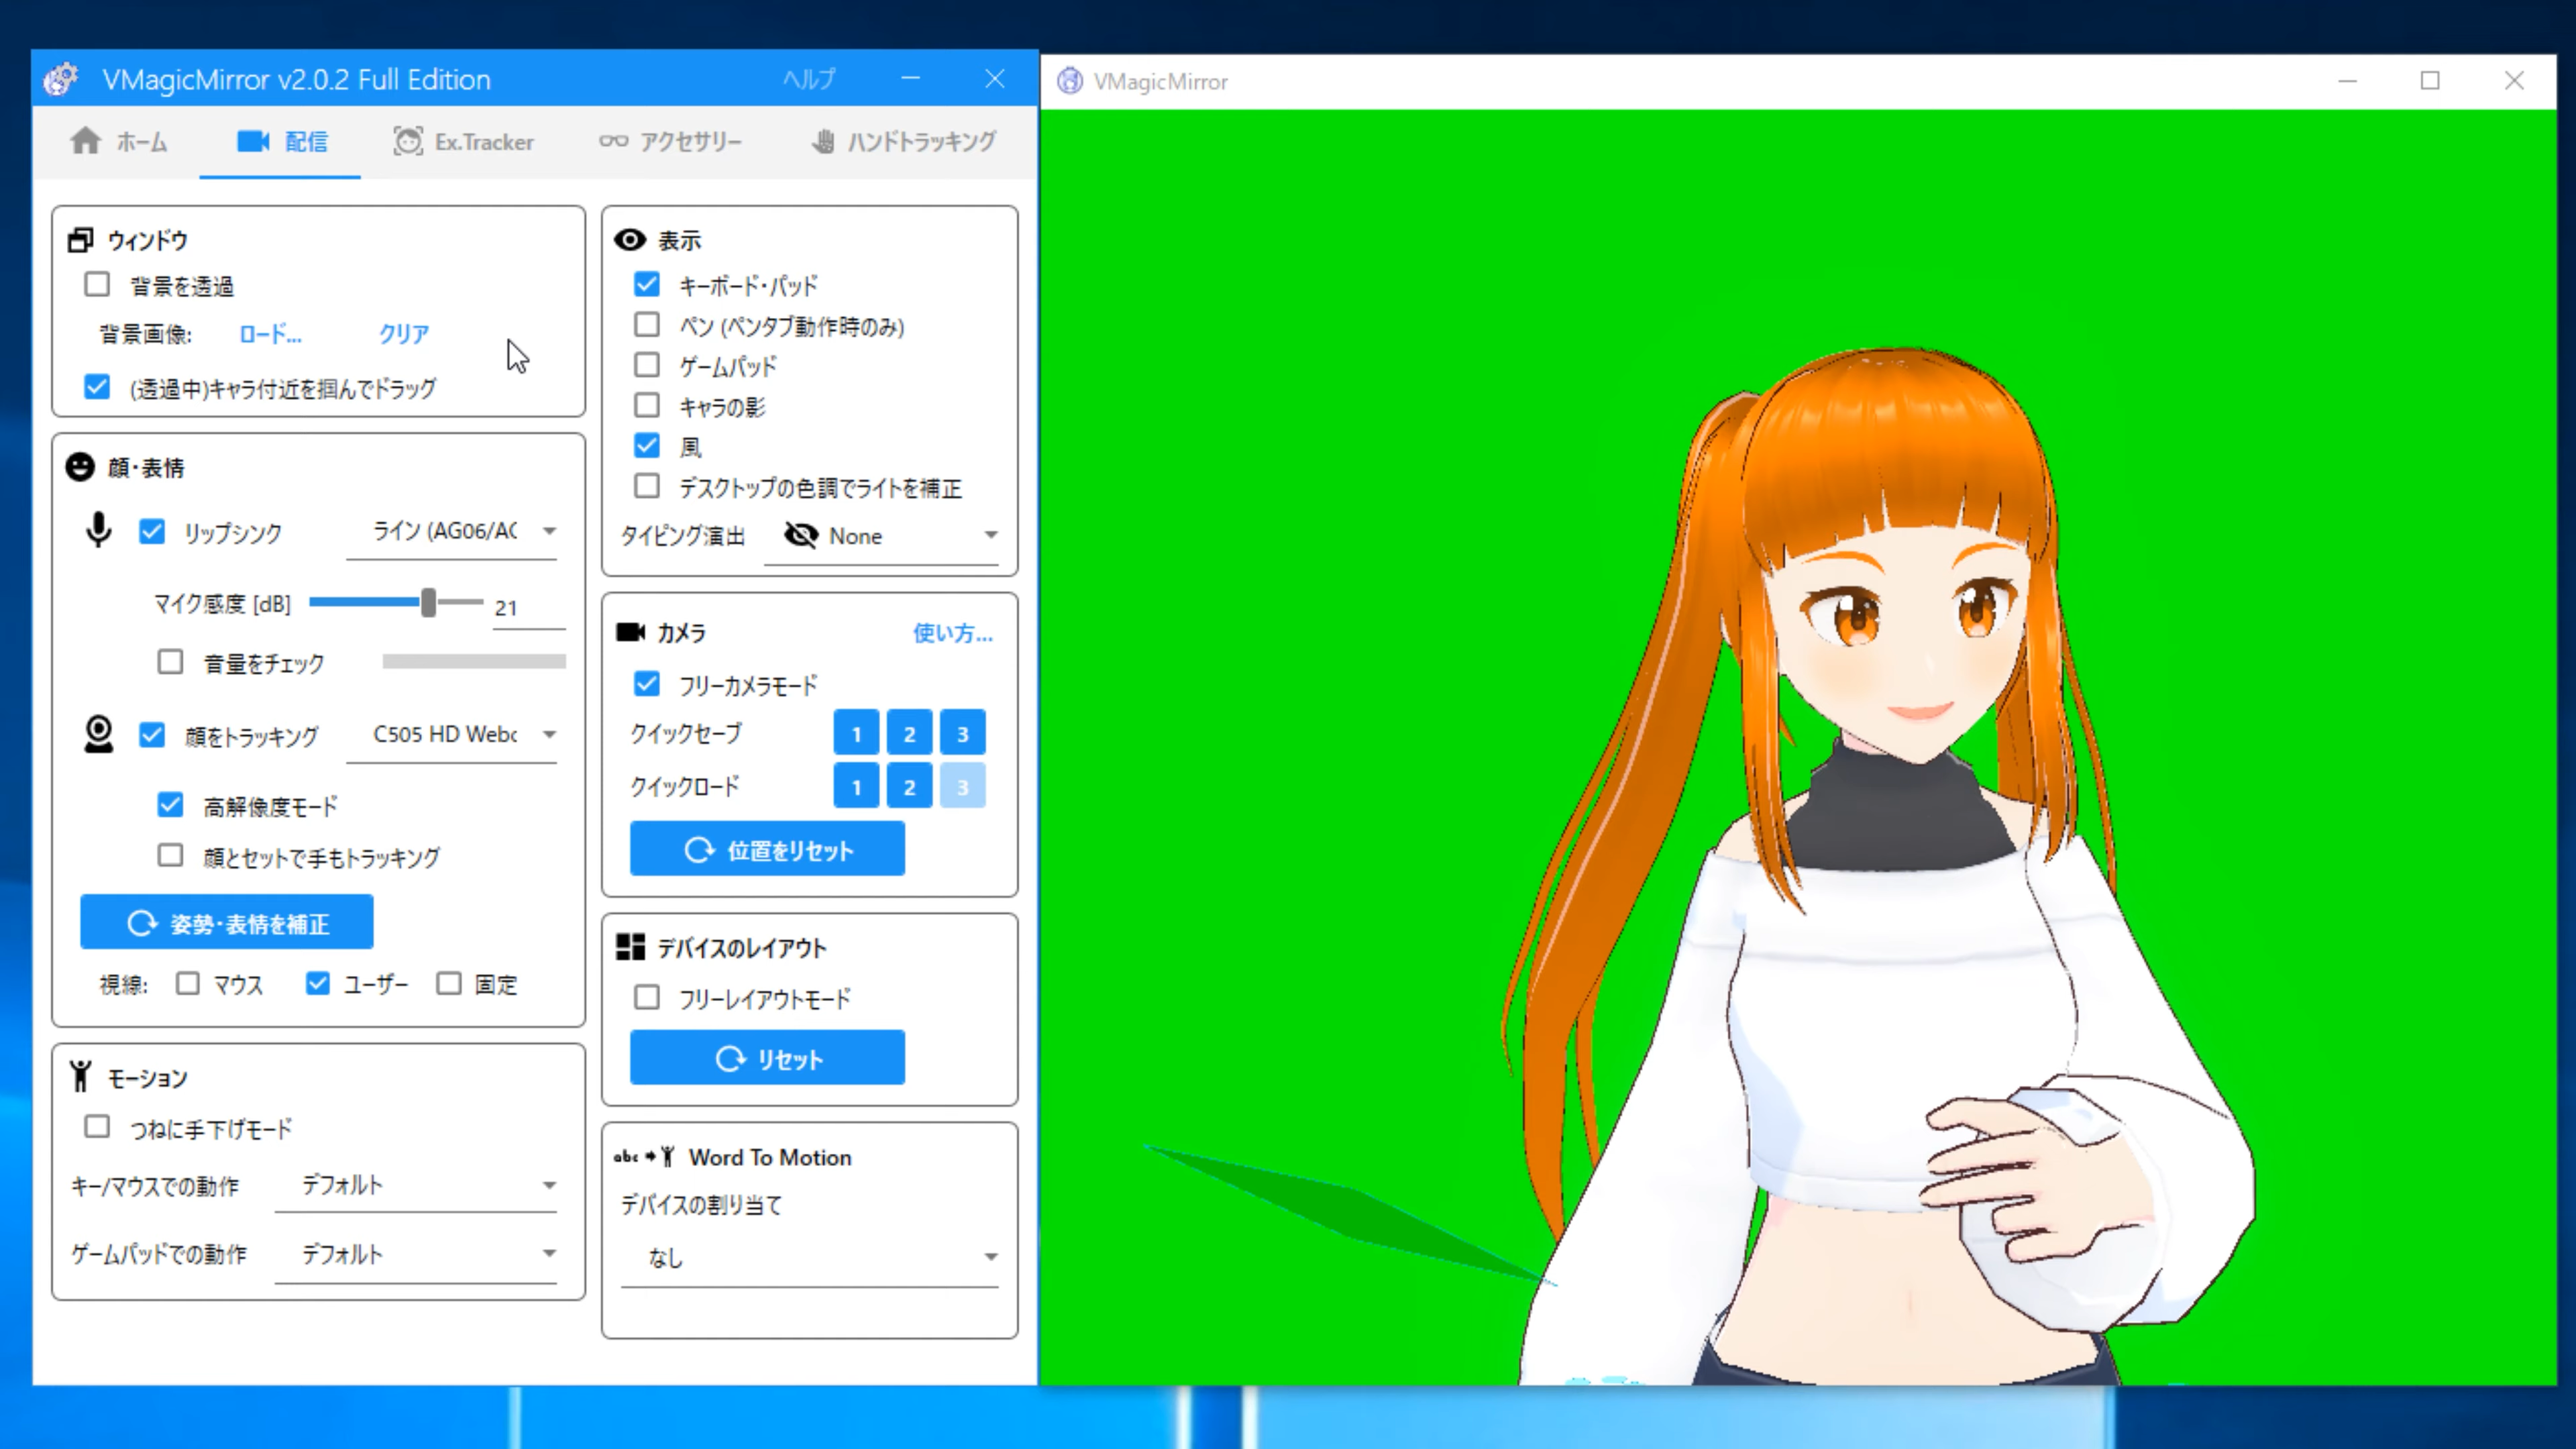 VMagicMirror v2.0.2 Full Edition
ヘルプ
ホーム
配信
Ex.Tracker
アクセサリー
ハンドトラッキング
ウィンドウ
背景を透過
背景画像:
ロード...
クリア
(透過中)キャラ付近を掴んでドラッグ
顔・表情
リップシンク
ライン (AG06/AC
マイク感度 [dB]
21
音量をチェック
顔をトラッキング
C505 HD Webc
高解像度モード
顔とセットで手もトラッキング
姿勢・表情を補正
視線:
マウス
ユーザー
固定
モーション
つねに手下げモード
キー/マウスでの動作
デフォルト
ゲームパッドでの動作
デフォルト
表示
キーボード・パッド
ペン (ペンタブ動作時のみ)
ゲームパッド
キャラの影
風
デスクトップの色調でライトを補正
タイピング演出
None
カメラ
使い方...
フリーカメラモード
クイックセーブ
1 2 3
クイックロード
1 2 3
位置をリセット
デバイスのレイアウト
フリーレイアウトモード
リセット
abc
Word To Motion
デバイスの割り当て
なし
VMagicMirror